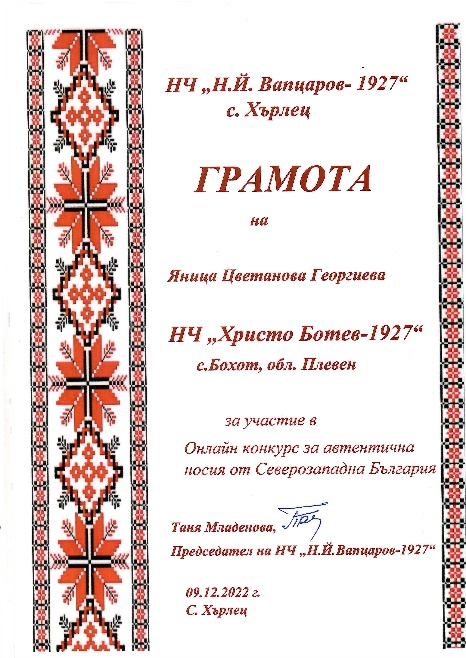 НЧ „Н.Й. Вапцаров- 1927“
с. Хърлец
ГРАМОТА
на
Яница Цветанова Георгиева
НЧ „Христо Ботев-1927“
с.Бохот, обл. Плевен
за участие в
Онлайн конкурс за автентична
носия от Северозападна България
Таня Младенова,
Председател на НЧ „Н.Й.Вапцаров-1927“
09.12.2022 г.
С. Хърлец